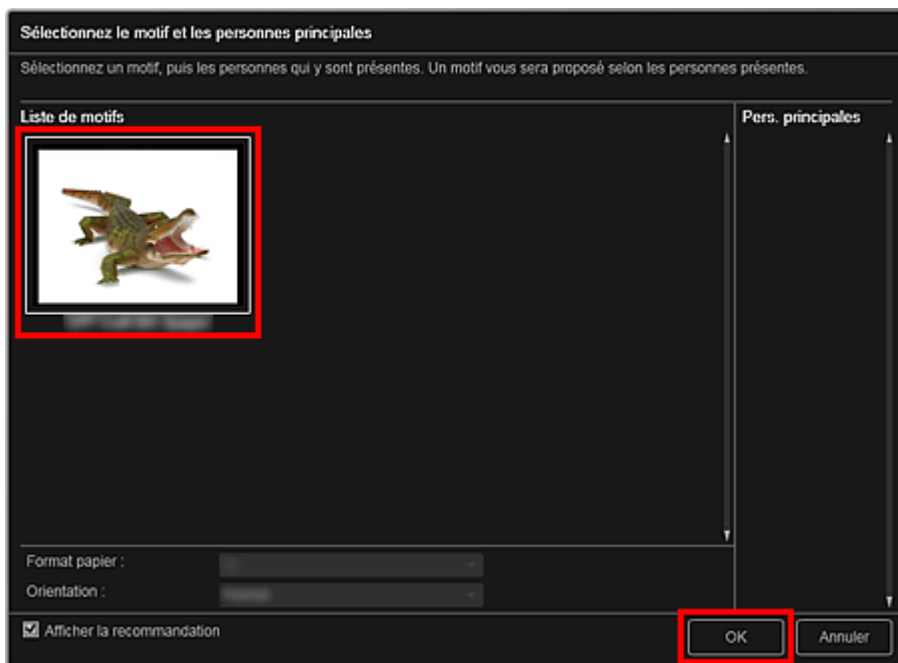 Sélectionnez le motif et les personnes principales
Sélectionnez un motif, puis les personnes qui y sont présentes. Un motif vous sera proposé selon les personnes présentes.
Liste de motifs
Pers. principales
Format papier :
Orientation :
Afficher la recommandation
OK
Annuler